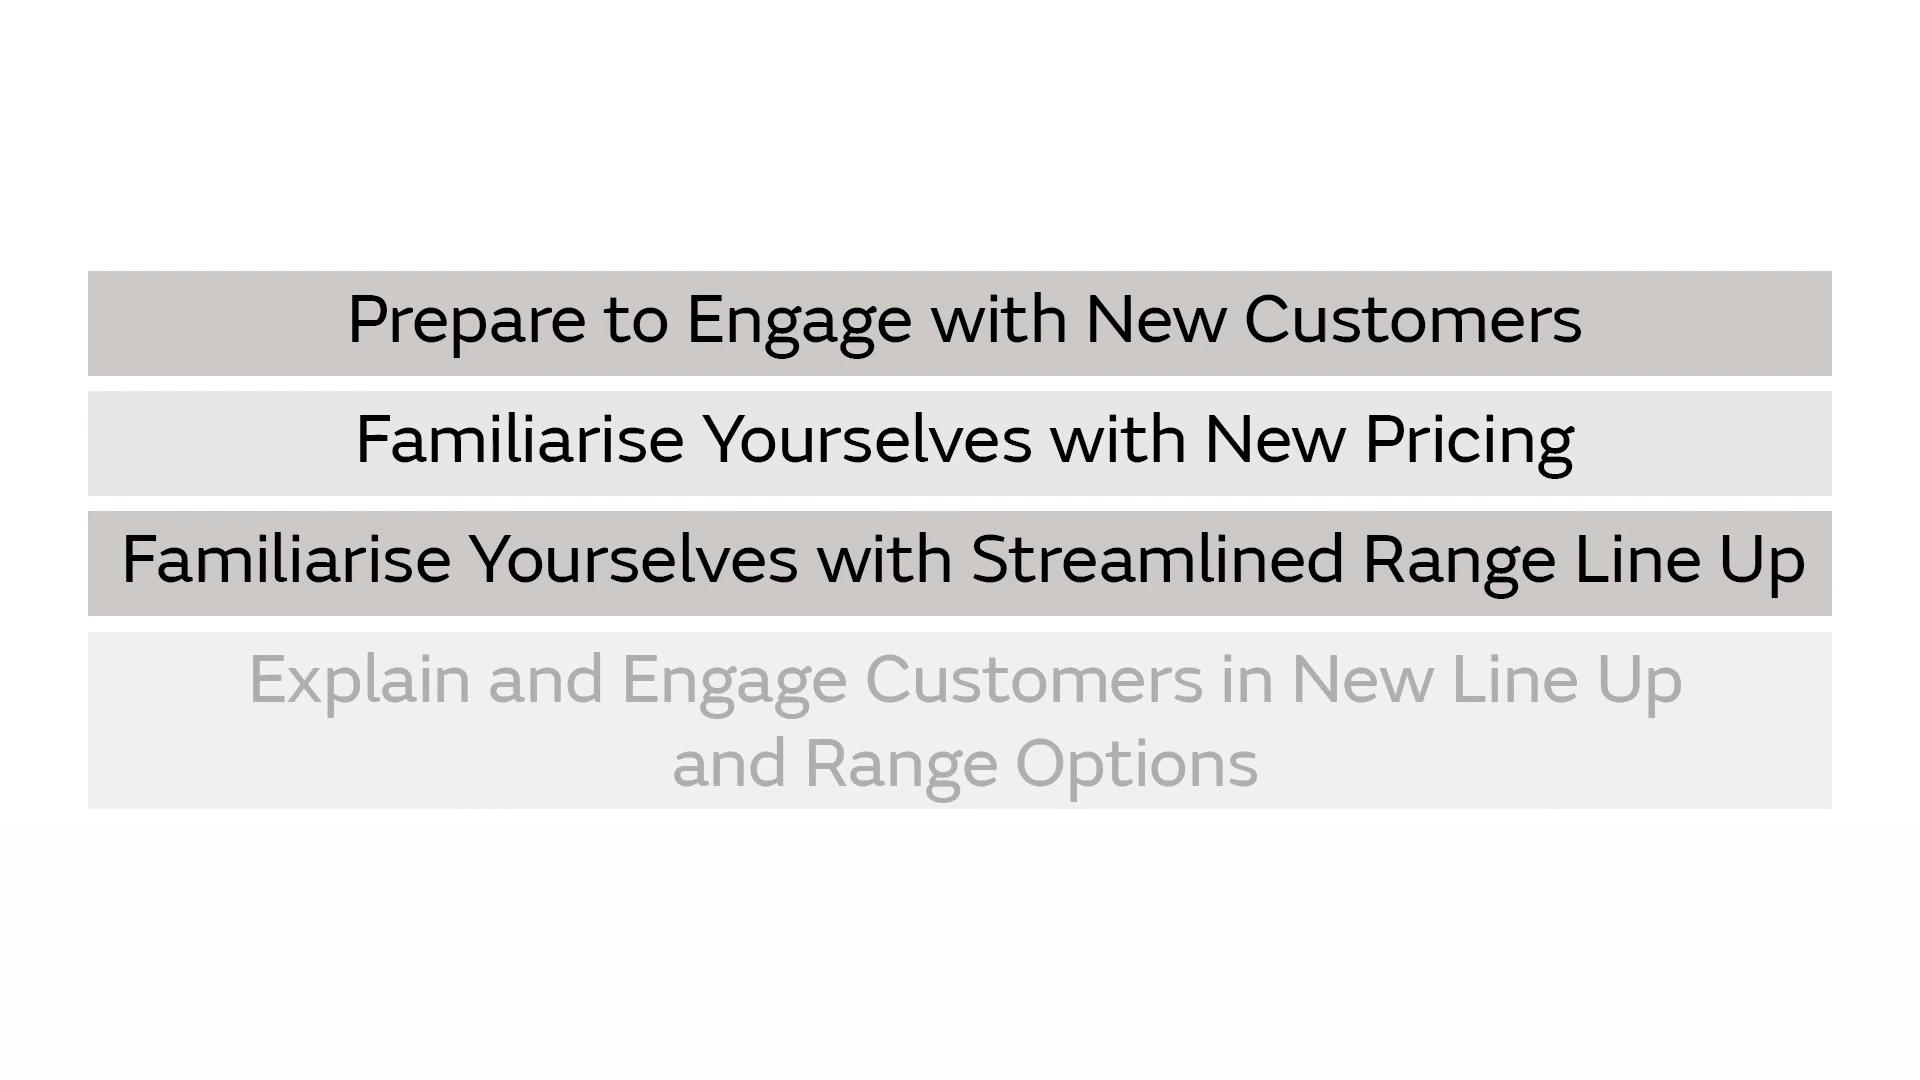 Prepare to Engage with New Customers
Familiarise Yourselves with New Pricing
Familiarise Yourselves with Streamlined Range Line Up
Explain and Engage Customers in New Line Up
and Range Options